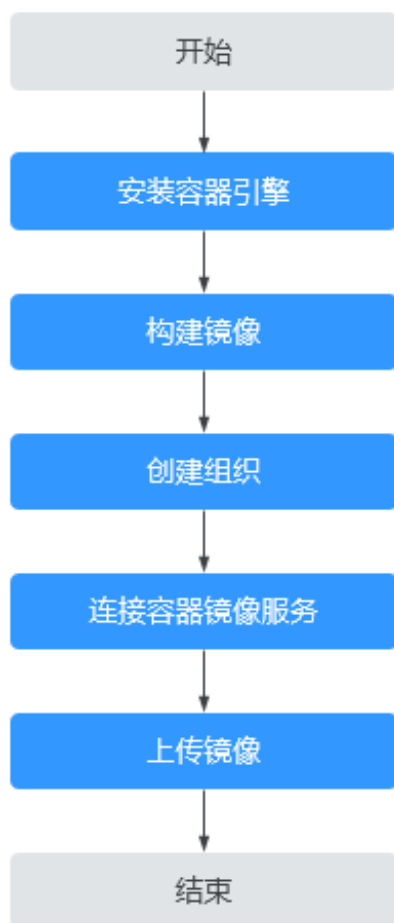 开始
安装容器引擎
构建镜像
创建组织
连接容器镜像服务
上传镜像
结束